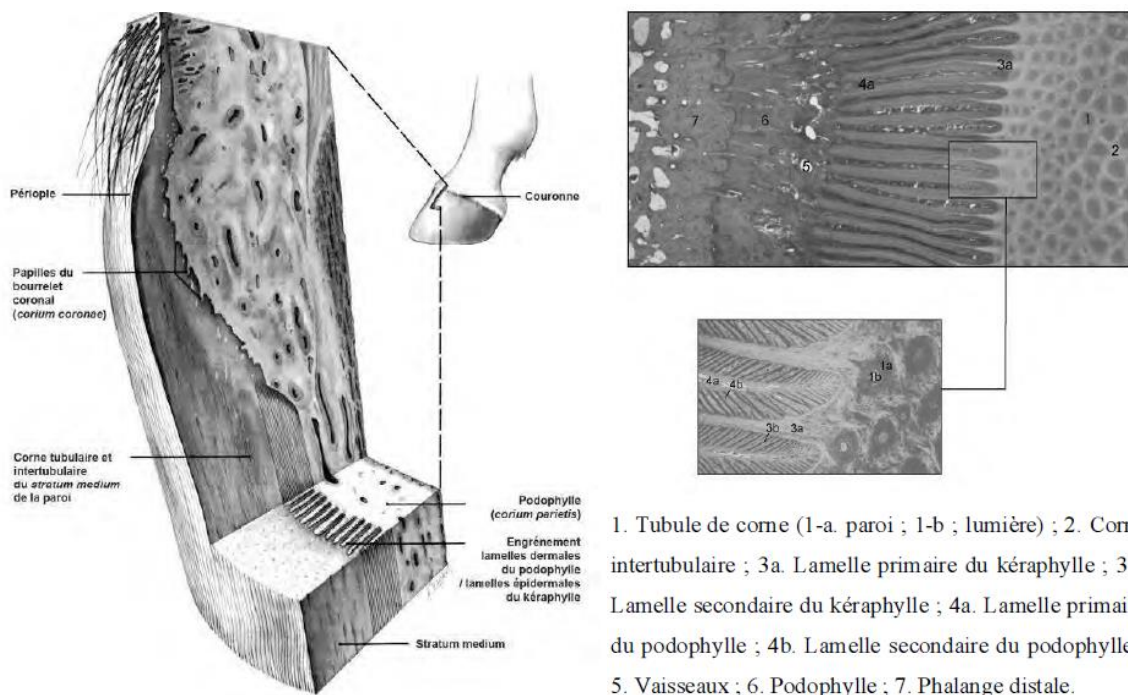 Périople
Couronne
Papilles du
bourrelet
coronal
(corium coronae)
Corne tubulaire et
intertubulaire
du stratum medium
de la paroi
Podophylle
(corium parietis)
Engrénement
lamelles dermales
du podophylle
/ lamelles épidermales
du kéraphylle
Stratum medium
3a
4a
7
6
1
5
2
1a
1b
4a
4b
3b
3a
1. Tubule de corne (1-a. paroi ; 1-b ; lumière) ; 2. Corn
intertubulaire ; 3a. Lamelle primaire du kéraphylle ; 3
Lamelle secondaire du kéraphylle ; 4a. Lamelle primai
du podophylle ; 4b. Lamelle secondaire du podophylle
5. Vaisseaux ; 6. Podophylle ; 7. Phalange distale.